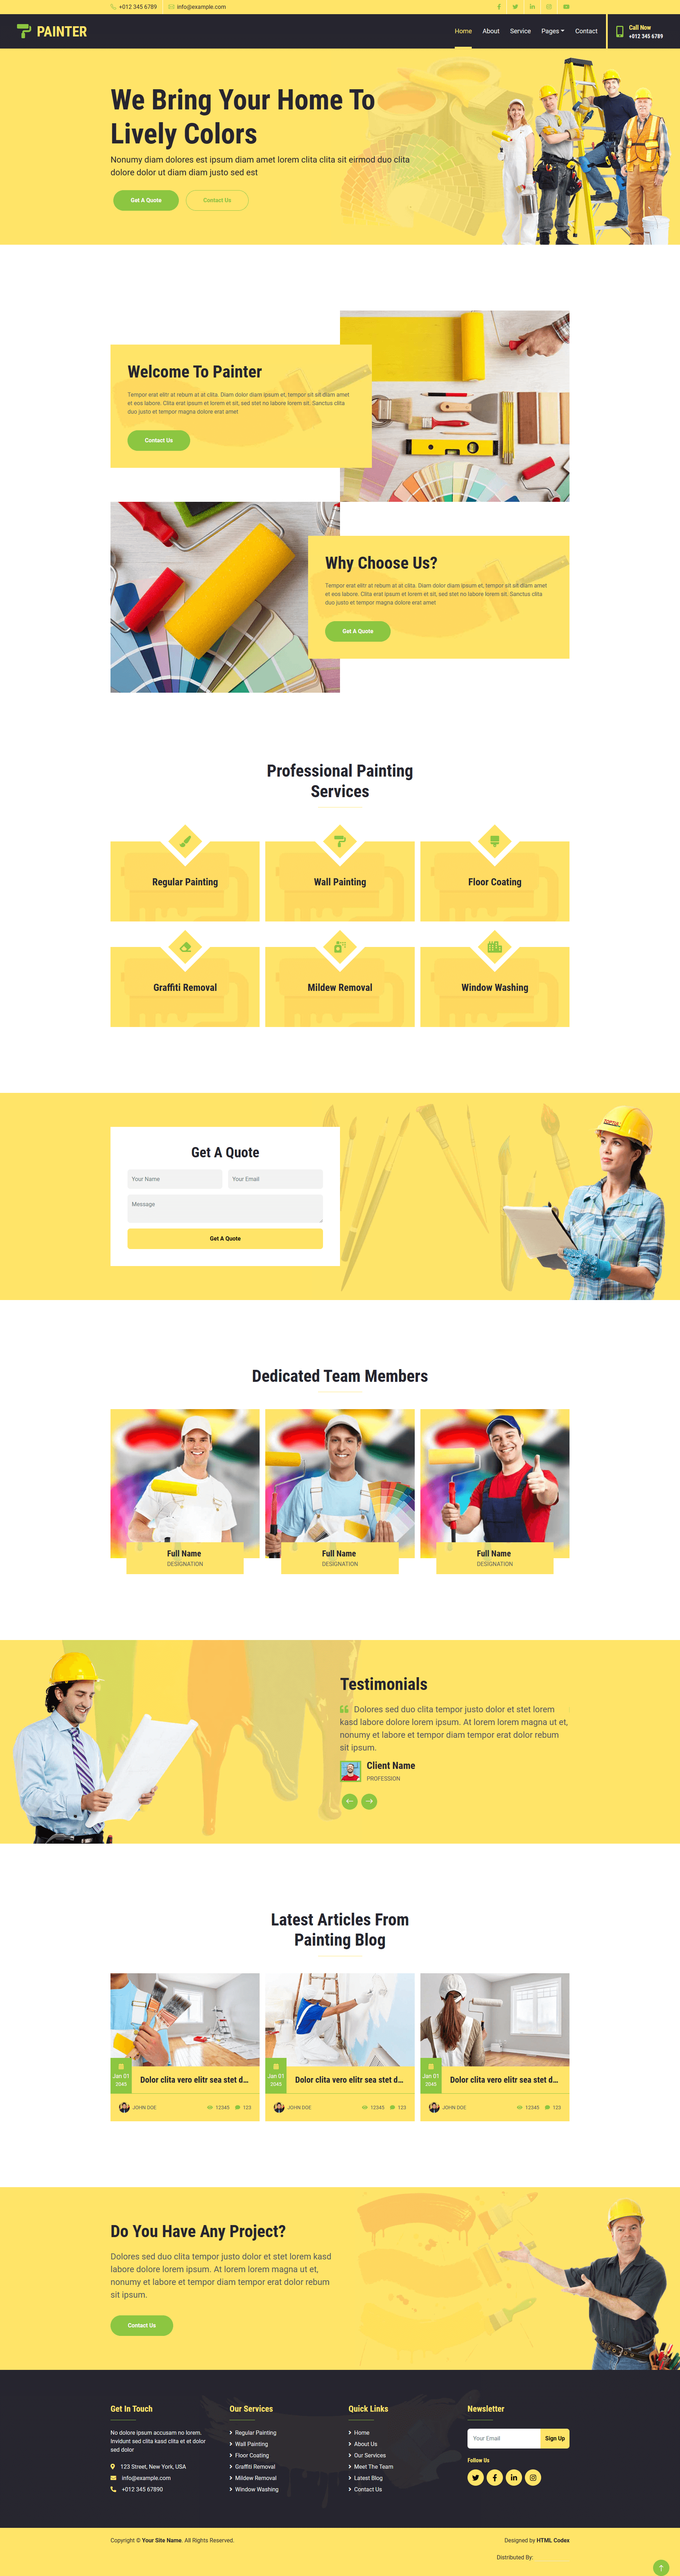 +012 345 6789
info@example.com
PAINTER
Home
About
Service
Pages
Contact
Call Now
+012 345 6789
We Bring Your Home To
Lively Colors
Nonumy diam dolores est ipsum diam amet lorem clita clita sit eirmod duo clita
dolore dolor ut diam diam justo sed est
Get A Quote
Contact Us
Welcome To Painter
Tempor erat elitr at rebum at at clita. Diam dolor diam ipsum et, tempor sit sit diam amet
et eos labore. Clita erat ipsum et lorem et sit, sed stet no labore lorem sit. Sanctus clita
duo justo et tempor magna dolore erat amet
Contact Us
Why Choose Us?
Tempor erat elitr at rebum at at clita. Diam dolor diam ipsum et, tempor sit sit diam amet
et eos labore. Clita erat ipsum et lorem et sit, sed stet no labore lorem sit. Sanctus clita
duo justo et tempor magna dolore erat amet
Get A Quote
Professional Painting
Services
Regular Painting
Wall Painting
Floor Coating
Graffiti Removal
Mildew Removal
Window Washing
Get A Quote
Your Name
Your Email
Message
Get A Quote
Dedicated Team Members
Full Name
DESIGNATION
Full Name
DESIGNATION
Full Name
DESIGNATION
Testimonials
Dolores sed duo clita tempor justo dolor et stet lorem
kasd labore dolore lorem ipsum. At lorem lorem magna ut et,
nonumy et labore et tempor diam tempor erat dolor rebum
sit ipsum.
Client Name
PROFESSION
Latest Articles From
Painting Blog
Jan 01
2045
Dolor clita vero elitr sea stet d...
JOHN DOE
12345
123
Jan 01
2045
Dolor clita vero elitr sea stet d...
JOHN DOE
12345
123
Jan 01
2045
Dolor clita vero elitr sea stet d...
JOHN DOE
12345
123
Do You Have Any Project?
Dolores sed duo clita tempor justo dolor et stet lorem kasd
labore dolore lorem ipsum. At lorem lorem magna ut et,
nonumy et labore et tempor diam tempor erat dolor rebum
sit ipsum.
Contact Us
Get In Touch
No dolore ipsum accusam no lorem.
Invidunt sed clita kasd clita et et dolor
sed dolor
123 Street, New York, USA
info@example.com
+012 345 67890
Our Services
Regular Painting
Wall Painting
Floor Coating
Graffiti Removal
Mildew Removal
Window Washing
Quick Links
Home
About Us
Our Services
Meet The Team
Latest Blog
Contact Us
Newsletter
Your Email
Sign Up
Follow Us
Copyright © Your Site Name. All Rights Reserved.
Designed by HTML Codex
Distributed By: